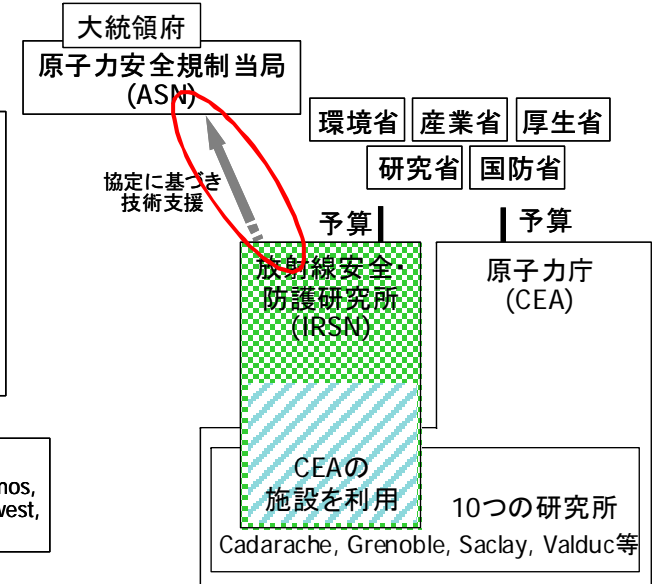 大統領府
原子力安全規制当局
(ASN)
環境省 産業省 厚生省
研究省 国防省
協定に基づき
技術支援
予算
予算
放射線安全・
防護研究所
(IRSN)
原子力庁
(CEA)
CEAの
施設を利用
10つの研究所
Cadarache, Grenoble, Saclay, Valduc等